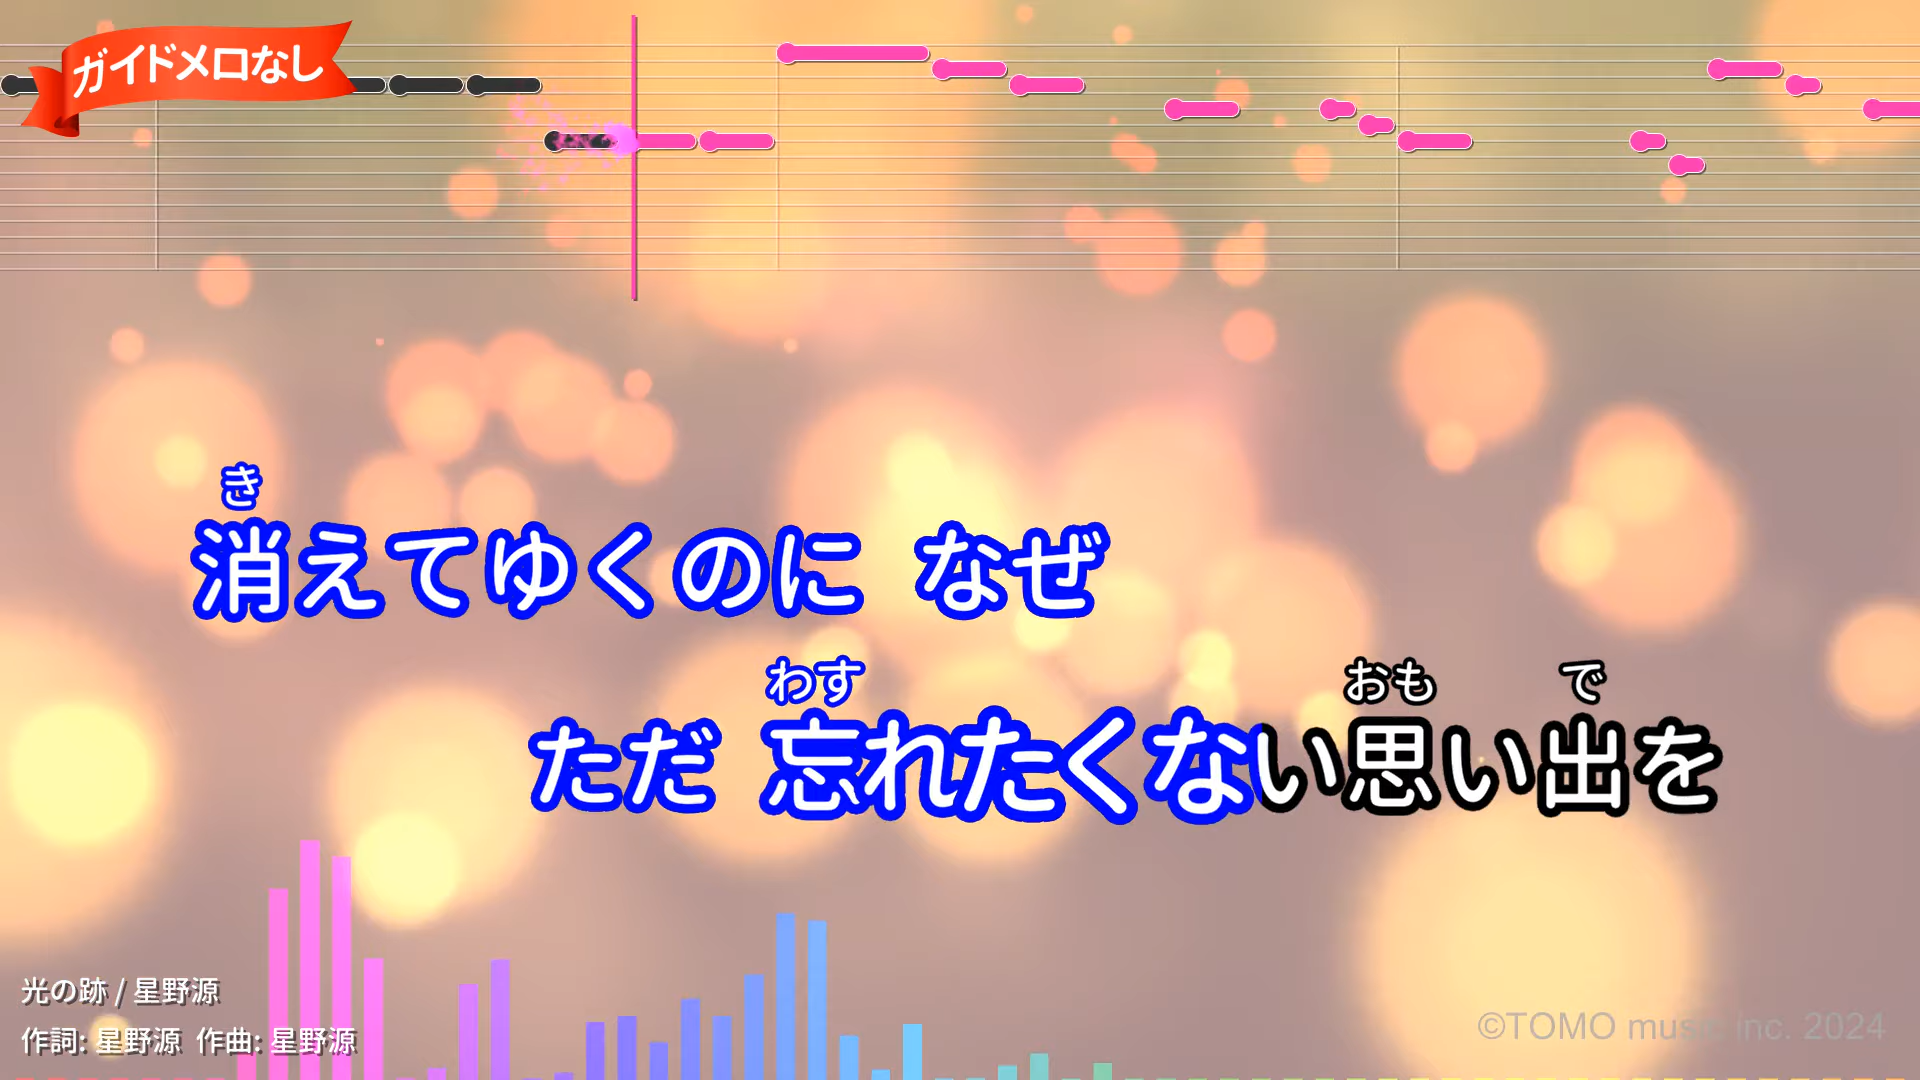 ガイドメロなし
き
消えてゆくのに なぜ
わす おも で
ただ 忘れたくない思い出を
光の跡 / 星野源
作詞: 星野源 作曲: 星野源
©TOMO music inc. 2024